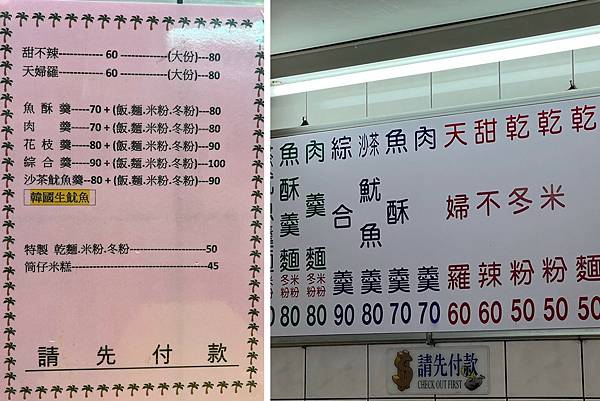 甜不辣------------ 60 -------------(大份)---80
天婦羅------------ 60 -------------(大份)---80
魚 酥 羹-----70 + (飯.麵.米粉.冬粉)---80
肉 羹-----70 + (飯.麵.米粉.冬粉)---80
花 枝 羹-----80 + (飯.麵.米粉.冬粉)---90
綜 合 羹-----90 + (飯.麵.米粉.冬粉)---100
沙茶魷魚羹--80 + (飯.麵.米粉.冬粉)---90
韓國生魷魚
特製 乾麵.米粉.冬粉---------------------50
筒仔米糕-------------------------------------45
請 先 付 款
乾麵 50
乾米粉 50
乾冬粉 50
甜不辣 60
天婦羅 60
肉羹 70
魚酥羹 70
沙茶魷魚羹 80
綜合羹 90
肉羹麵 冬粉 米粉 80
魚酥羹麵 冬粉 米粉 80
請先付款
CHECK OUT FIRST